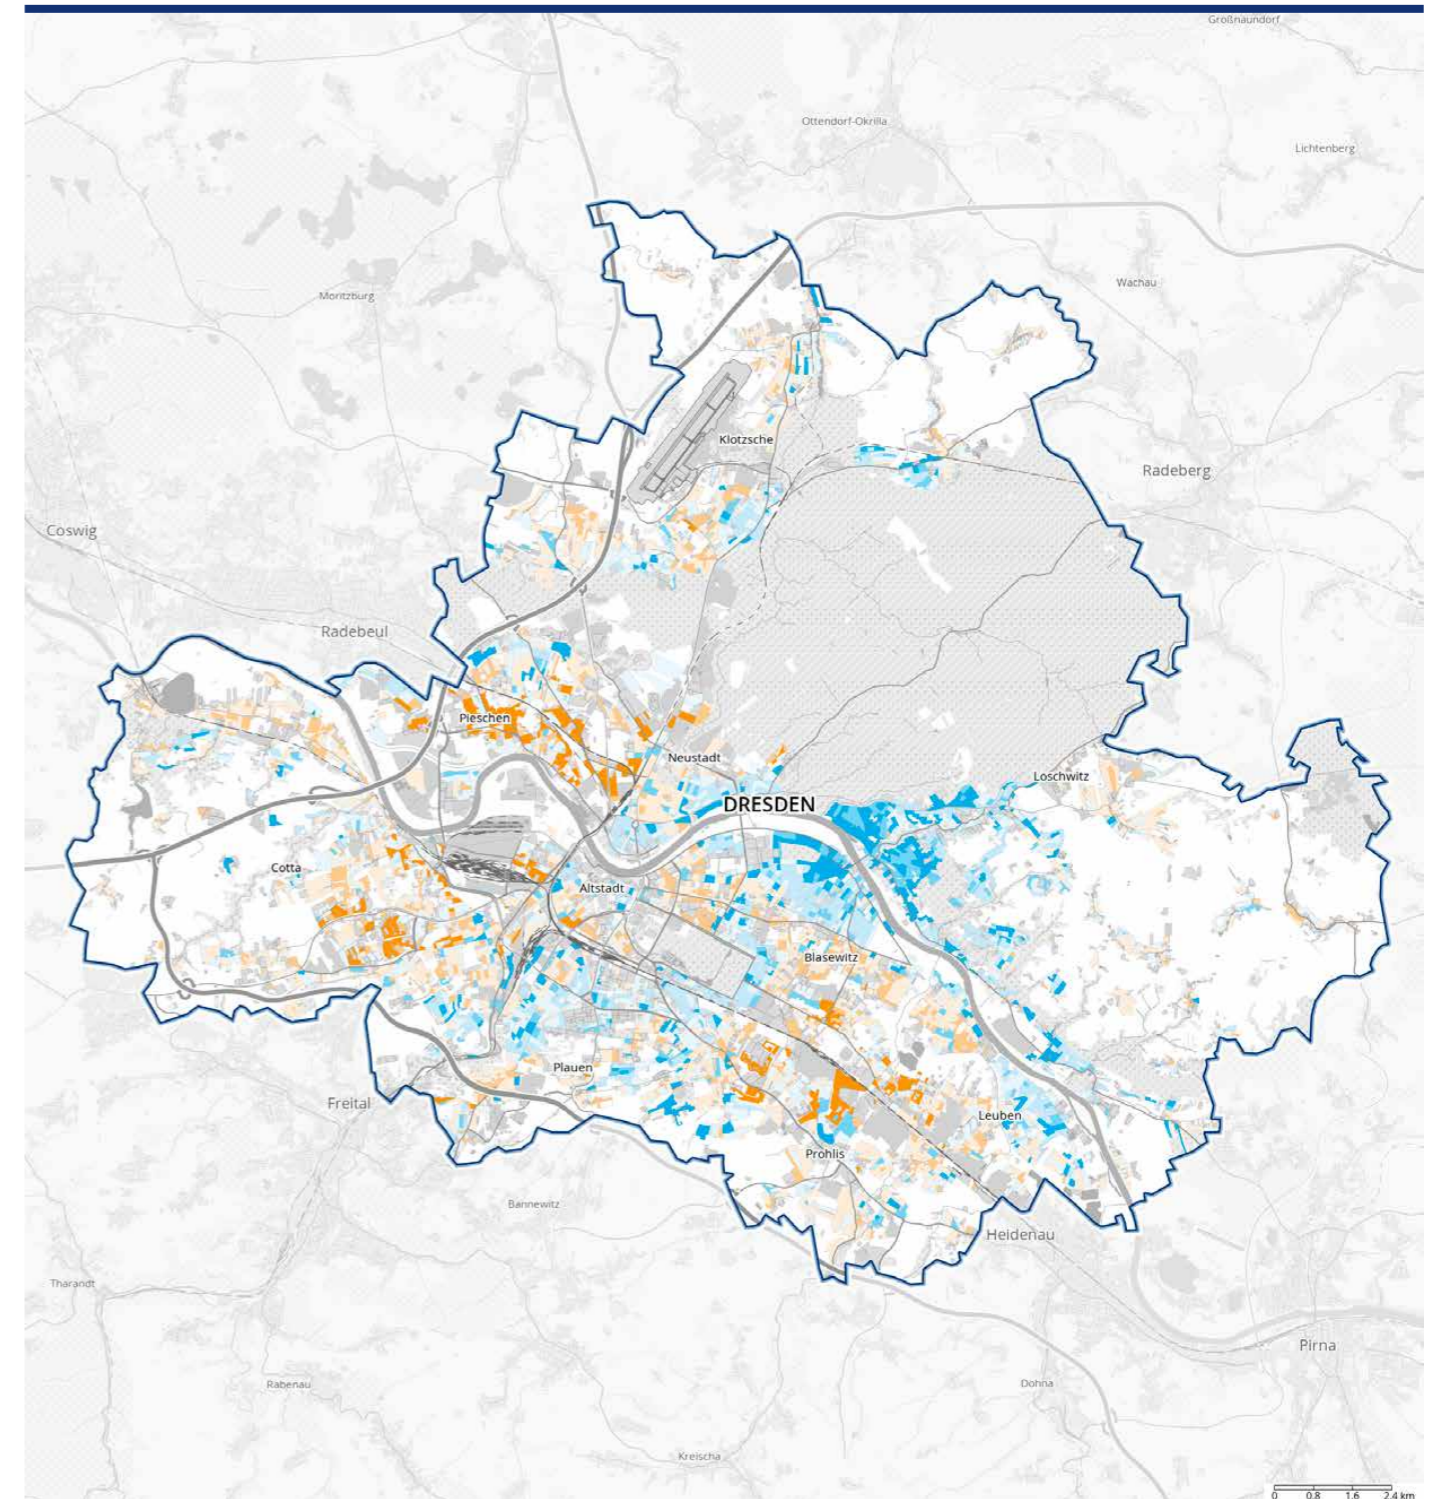 Großnaundorf
Ottendorf-Okrilla
Lichtenberg
Wachau
Moritzburg
Klotzsche
Radeberg
Coswig
Radebeul
Pieschen
Neustadt
Loschwitz
DRESDEN
Cotta
Altstadt
Blasewitz
Plauen
Freital
Leuben
Prohlis
Bannewitz
Heidenau
Tharandt
Pirna
Rabenau
Dohna
Kreischa
0 0.8 1.6 2.4 km